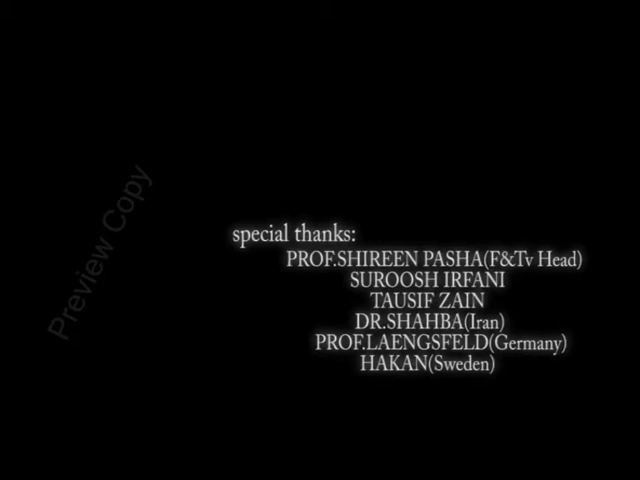 Preview Copy
special thanks:
PROF.SHIREEN PASHA(F&Tv Head)
SUROOSH IRFANI
TAUSIF ZAIN
DR.SHAHBA(Iran)
PROF.LAENGSFELD(Germany)
HAKAN(Sweden)